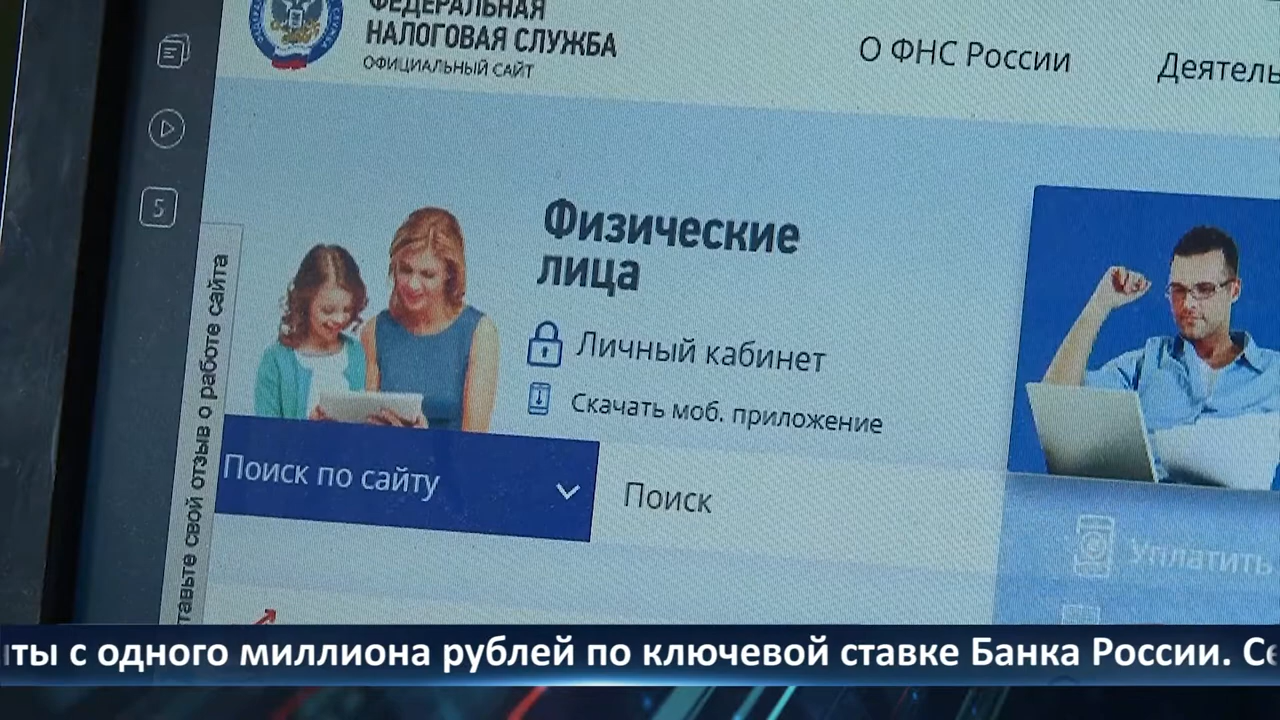 ФЕДЕРАЛЬНАЯ
НАЛОГОВАЯ СЛУЖБА
ОФИЦИАЛЬНЫЙ САЙТ
О ФНС России
Деятель
5
Физические
лица
Личный кабинет
Скачать моб. приложение
Поиск по сайту
Поиск
Уплатить
тавьте свой отзыв о работе сайта
ты с одного миллиона рублей по ключевой ставке Банка России. Се